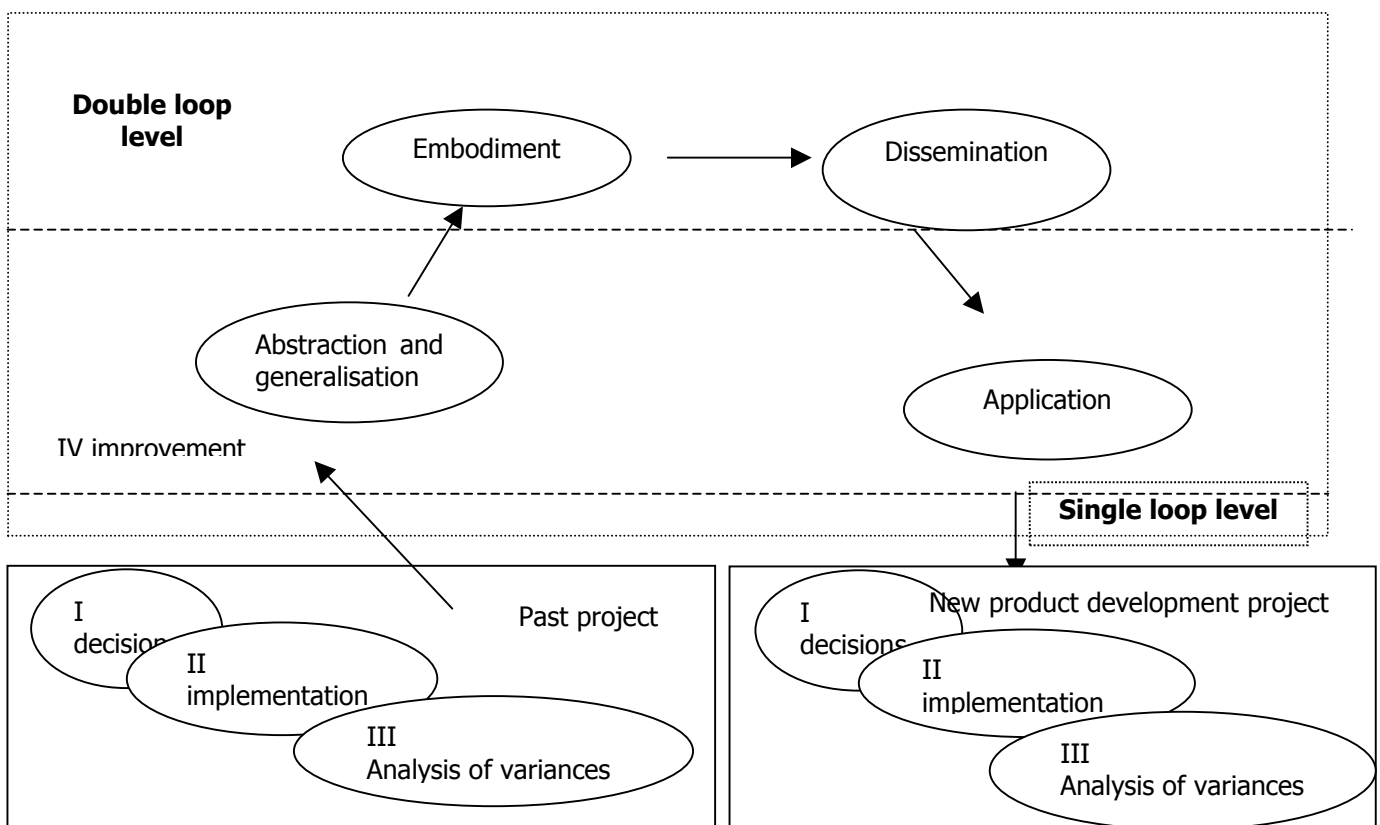 Double loop
level
Embodiment
Dissemination
Abstraction and
generalisation
Application
IV improvement
Single loop level
Past project
I
decision
II
implementation
III
Analysis of variances
New product development project
I
decisions
II
implementation
III
Analysis of variances